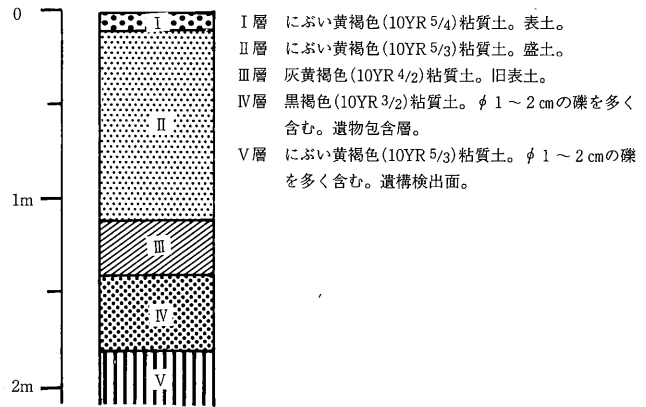 0
1m
2m
Ⅰ
Ⅱ
Ⅲ
Ⅳ
Ⅴ
Ⅰ層 にぶい黄褐色(10YR 5/4)粘質土。表土。
Ⅱ層 にぶい黄褐色(10YR 5/3)粘質土。盛土。
Ⅲ層 灰黄褐色(10YR 4/2)粘質土。旧表土。
Ⅳ層 黒褐色(10YR 3/2)粘質土。φ1～2㎝の礫を多く
含む。遺物包含層。
Ⅴ層 にぶい黄褐色(10YR 5/3)粘質土。φ1～2㎝の礫
を多く含む。遺構検出面。